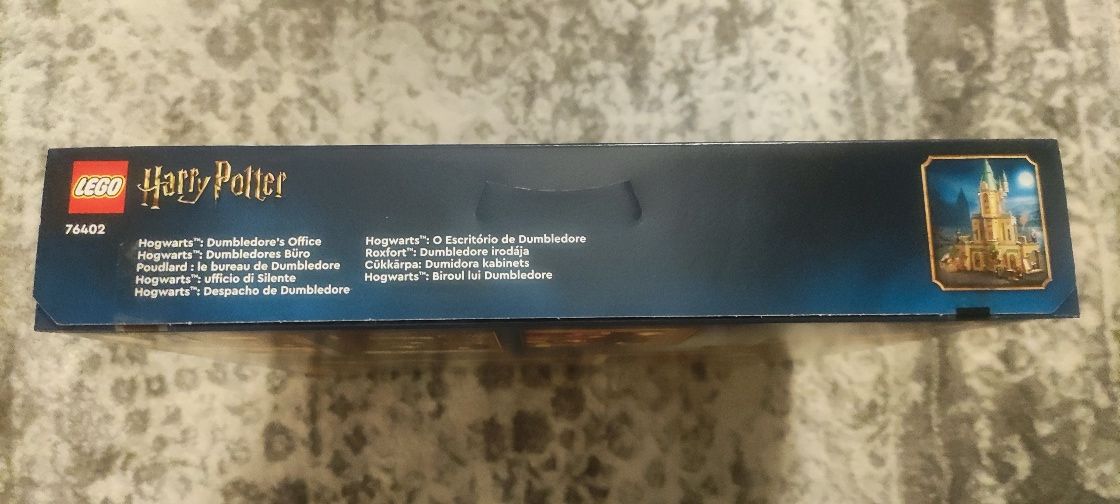 LEGO
Harry Potter
76402
Hogwarts™: Dumbledore's Office
Hogwarts™: Dumbledores Büro
Poudlard : le bureau de Dumbledore
Hogwarts™: ufficio di Silente
Hogwarts™: Despacho de Dumbledore
Hogwarts™: O Escritório de Dumbledore
Roxfort™: Dumbledore irodája
Cūkkārpa: Dumidora kabinets
Hogwarts™: Biroul lui Dumbledore